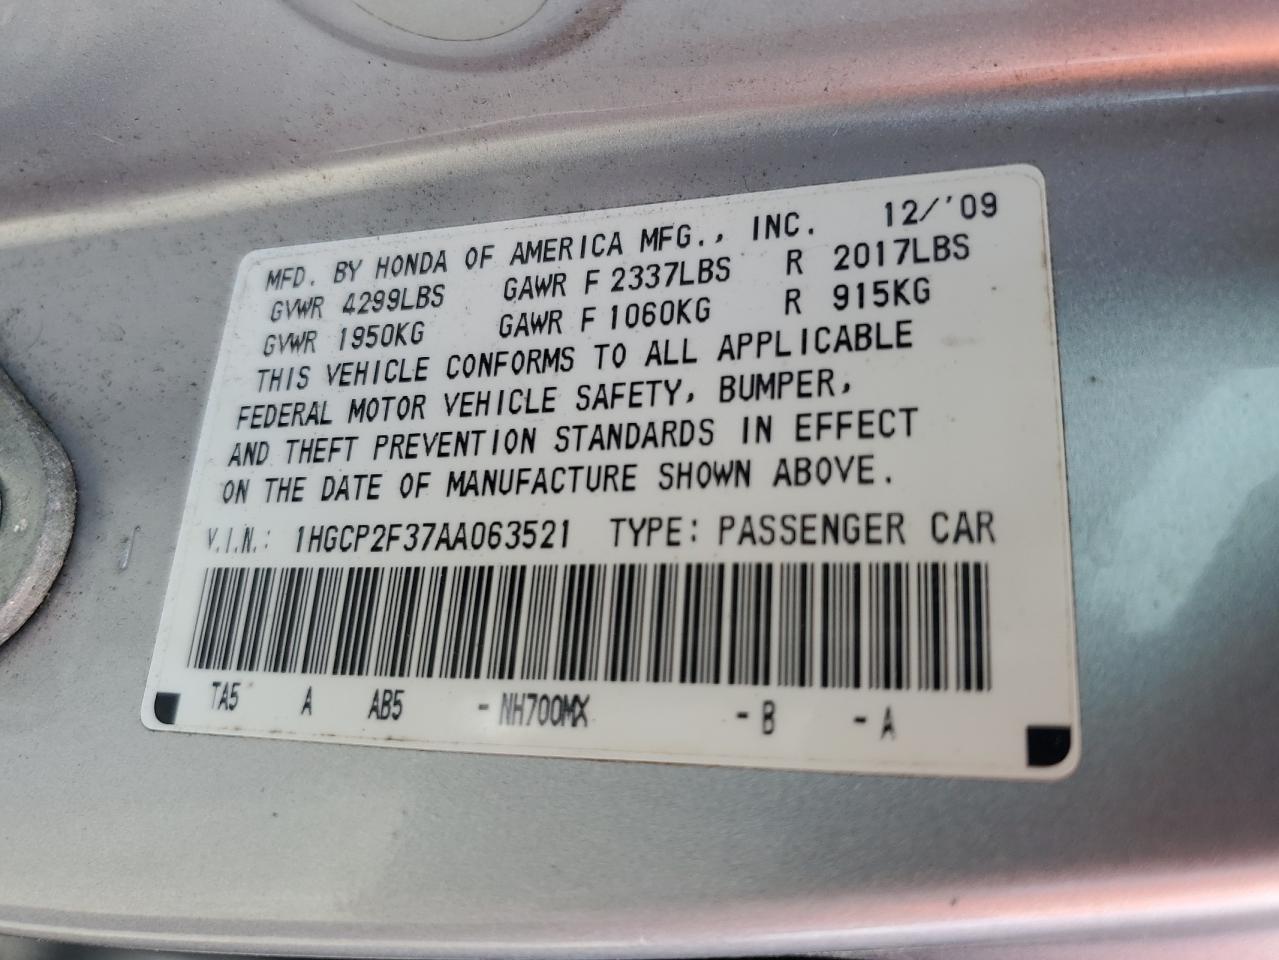 MFD. BY HONDA OF AMERICA MFG., INC. 12/'09
GVWR 4299LBS GAWR F 2337LBS R 2017LBS
GVWR 1950KG GAWR F 1060KG R 915KG
THIS VEHICLE CONFORMS TO ALL APPLICABLE
FEDERAL MOTOR VEHICLE SAFETY, BUMPER,
AND THEFT PREVENTION STANDARDS IN EFFECT
ON THE DATE OF MANUFACTURE SHOWN ABOVE.
V.I.N.: 1HGCP2F37AA063521 TYPE: PASSENGER CAR
TA5 A AB5 - NH700MX - B - A